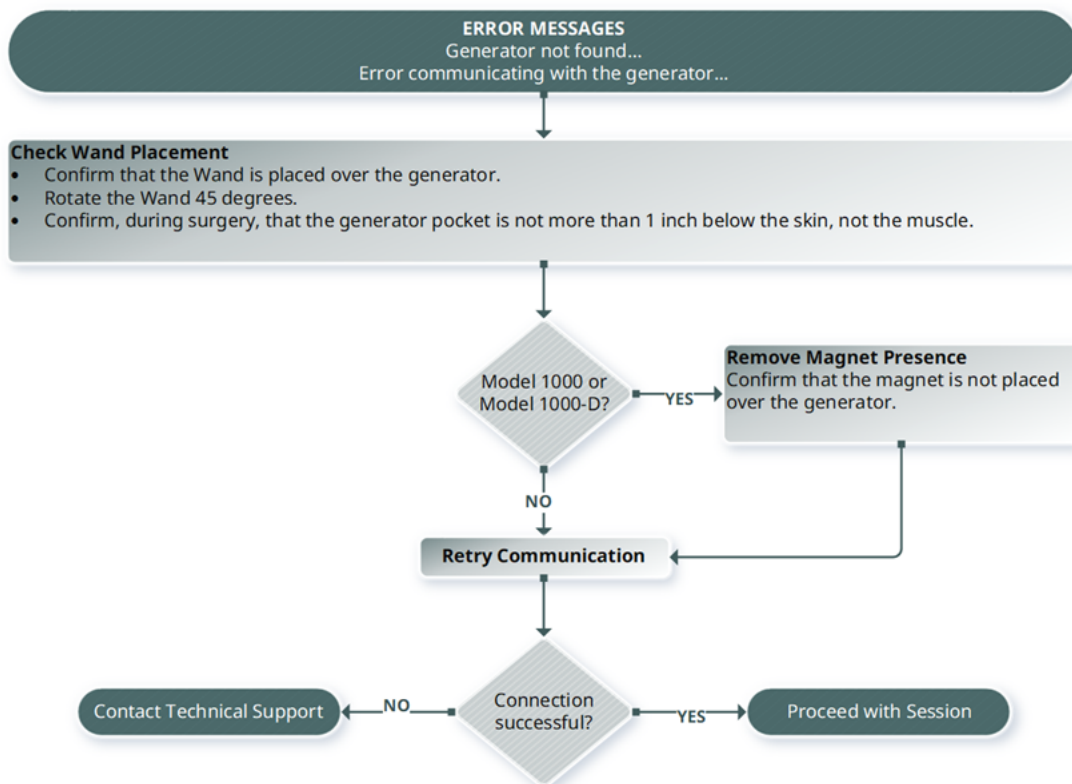 ERROR MESSAGES
Generator not found...
Error communicating with the generator...
Check Wand Placement
• Confirm that the Wand is placed over the generator.
• Rotate the Wand 45 degrees.
• Confirm, during surgery, that the generator pocket is not more than 1 inch below the skin, not the muscle.
Model 1000 or
Model 1000-D?
YES
Remove Magnet Presence
Confirm that the magnet is not placed
over the generator.
NO
Retry Communication
Connection
successful?
NO
Contact Technical Support
YES
Proceed with Session